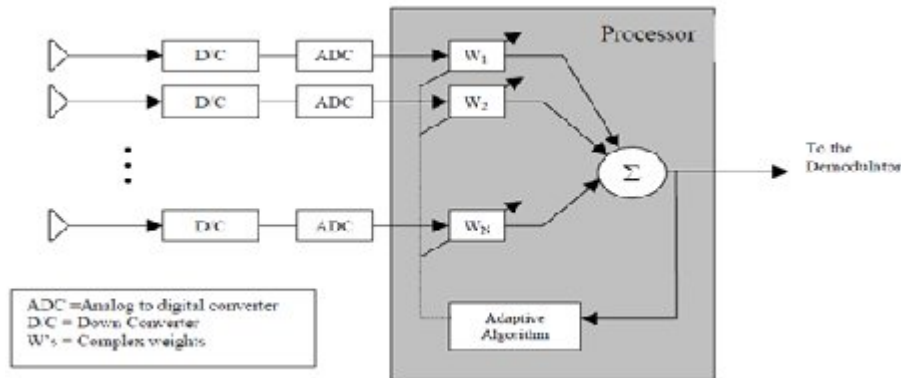 Processor
D/C ADC W1
D/C ADC W2
Σ
To the
Demodulator
D/C ADC WN
Adaptive
Algorithm
ADC =Analog to digital converter
D/C = Down Converter
W's = Complex weights